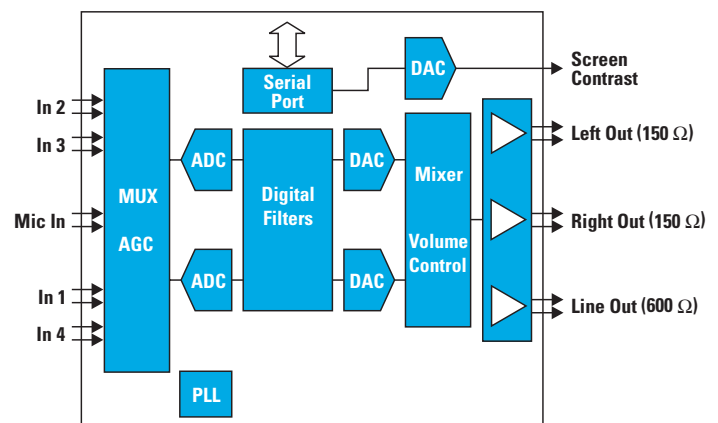 Serial
Port
DAC
Screen
Contrast
In 2
In 3
Mic In
In 1
In 4
MUX
AGC
ADC
ADC
Digital
Filters
DAC
DAC
Mixer
Volume
Control
Left Out (150 Ω)
Right Out (150 Ω)
Line Out (600 Ω)
PLL